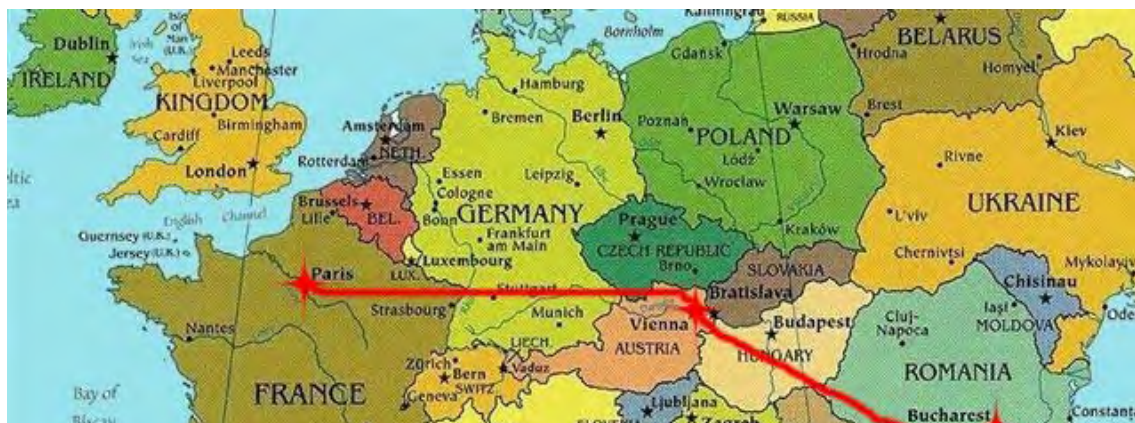 Dublin
IRELAND
Irish
Sea
Isle of
Man
(U.K.)
Leeds
Manchester
Liverpool
KINGDOM
Birmingham
Cardiff
London
English Channel
Guernsey (U.K.)
Jersey (U.K.)
Amsterdam
Rotterdam
NETH.
Brussels
Lille
BEL.
LUX.
Luxembourg
Paris
Nantes
Strasbourg
FRANCE
Bay of
Hamburg
Bremen
Berlin
Essen
Cologne
Bonn
Leipzig
GERMANY
Frankfurt
am Main
Stuttgart
Munich
LIECH.
Zürich
Bern
SWITZ
Vaduz
Geneva
Bornholm
Kaliningrad
RUSSIA
Gdańsk
Poznań
Warsaw
POLAND
Łódź
Wrocław
Kraków
Prague
CZECH REPUBLIC
Brno
SLOVAKIA
Bratislava
Vienna
AUSTRIA
Budapest
HUNGARY
Ljubljana
Zagreb
BELARUS
Hrodna
Homyel
Brest
Kiev
Rivne
UKRAINE
L'viv
Chernivtsi
Chisinau
Iaşi
MOLDOVA
Cluj-
Napoca
ROMANIA
Bucharest